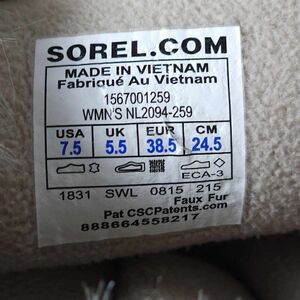 SOREL.COM
MADE IN VIETNAM
Fabriqué Au Vietnam
1567001259
WMN'S NL2094-259
USA UK EUR CM
7.5 5.5 38.5 24.5
ECA-3
1831 SWL 0815 215
Faux Fur
Pat CSCPatents.com
888664558217